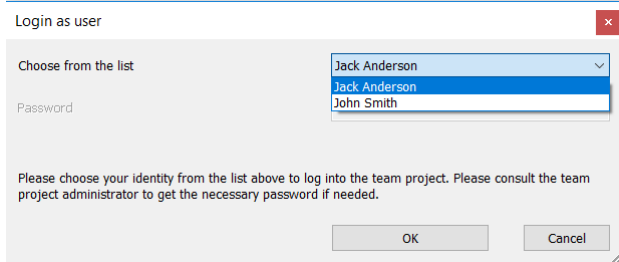 Login as user
Choose from the list
Jack Anderson
Jack Anderson
John Smith
Password
Please choose your identity from the list above to log into the team project. Please consult the team
project administrator to get the necessary password if needed.
OK
Cancel